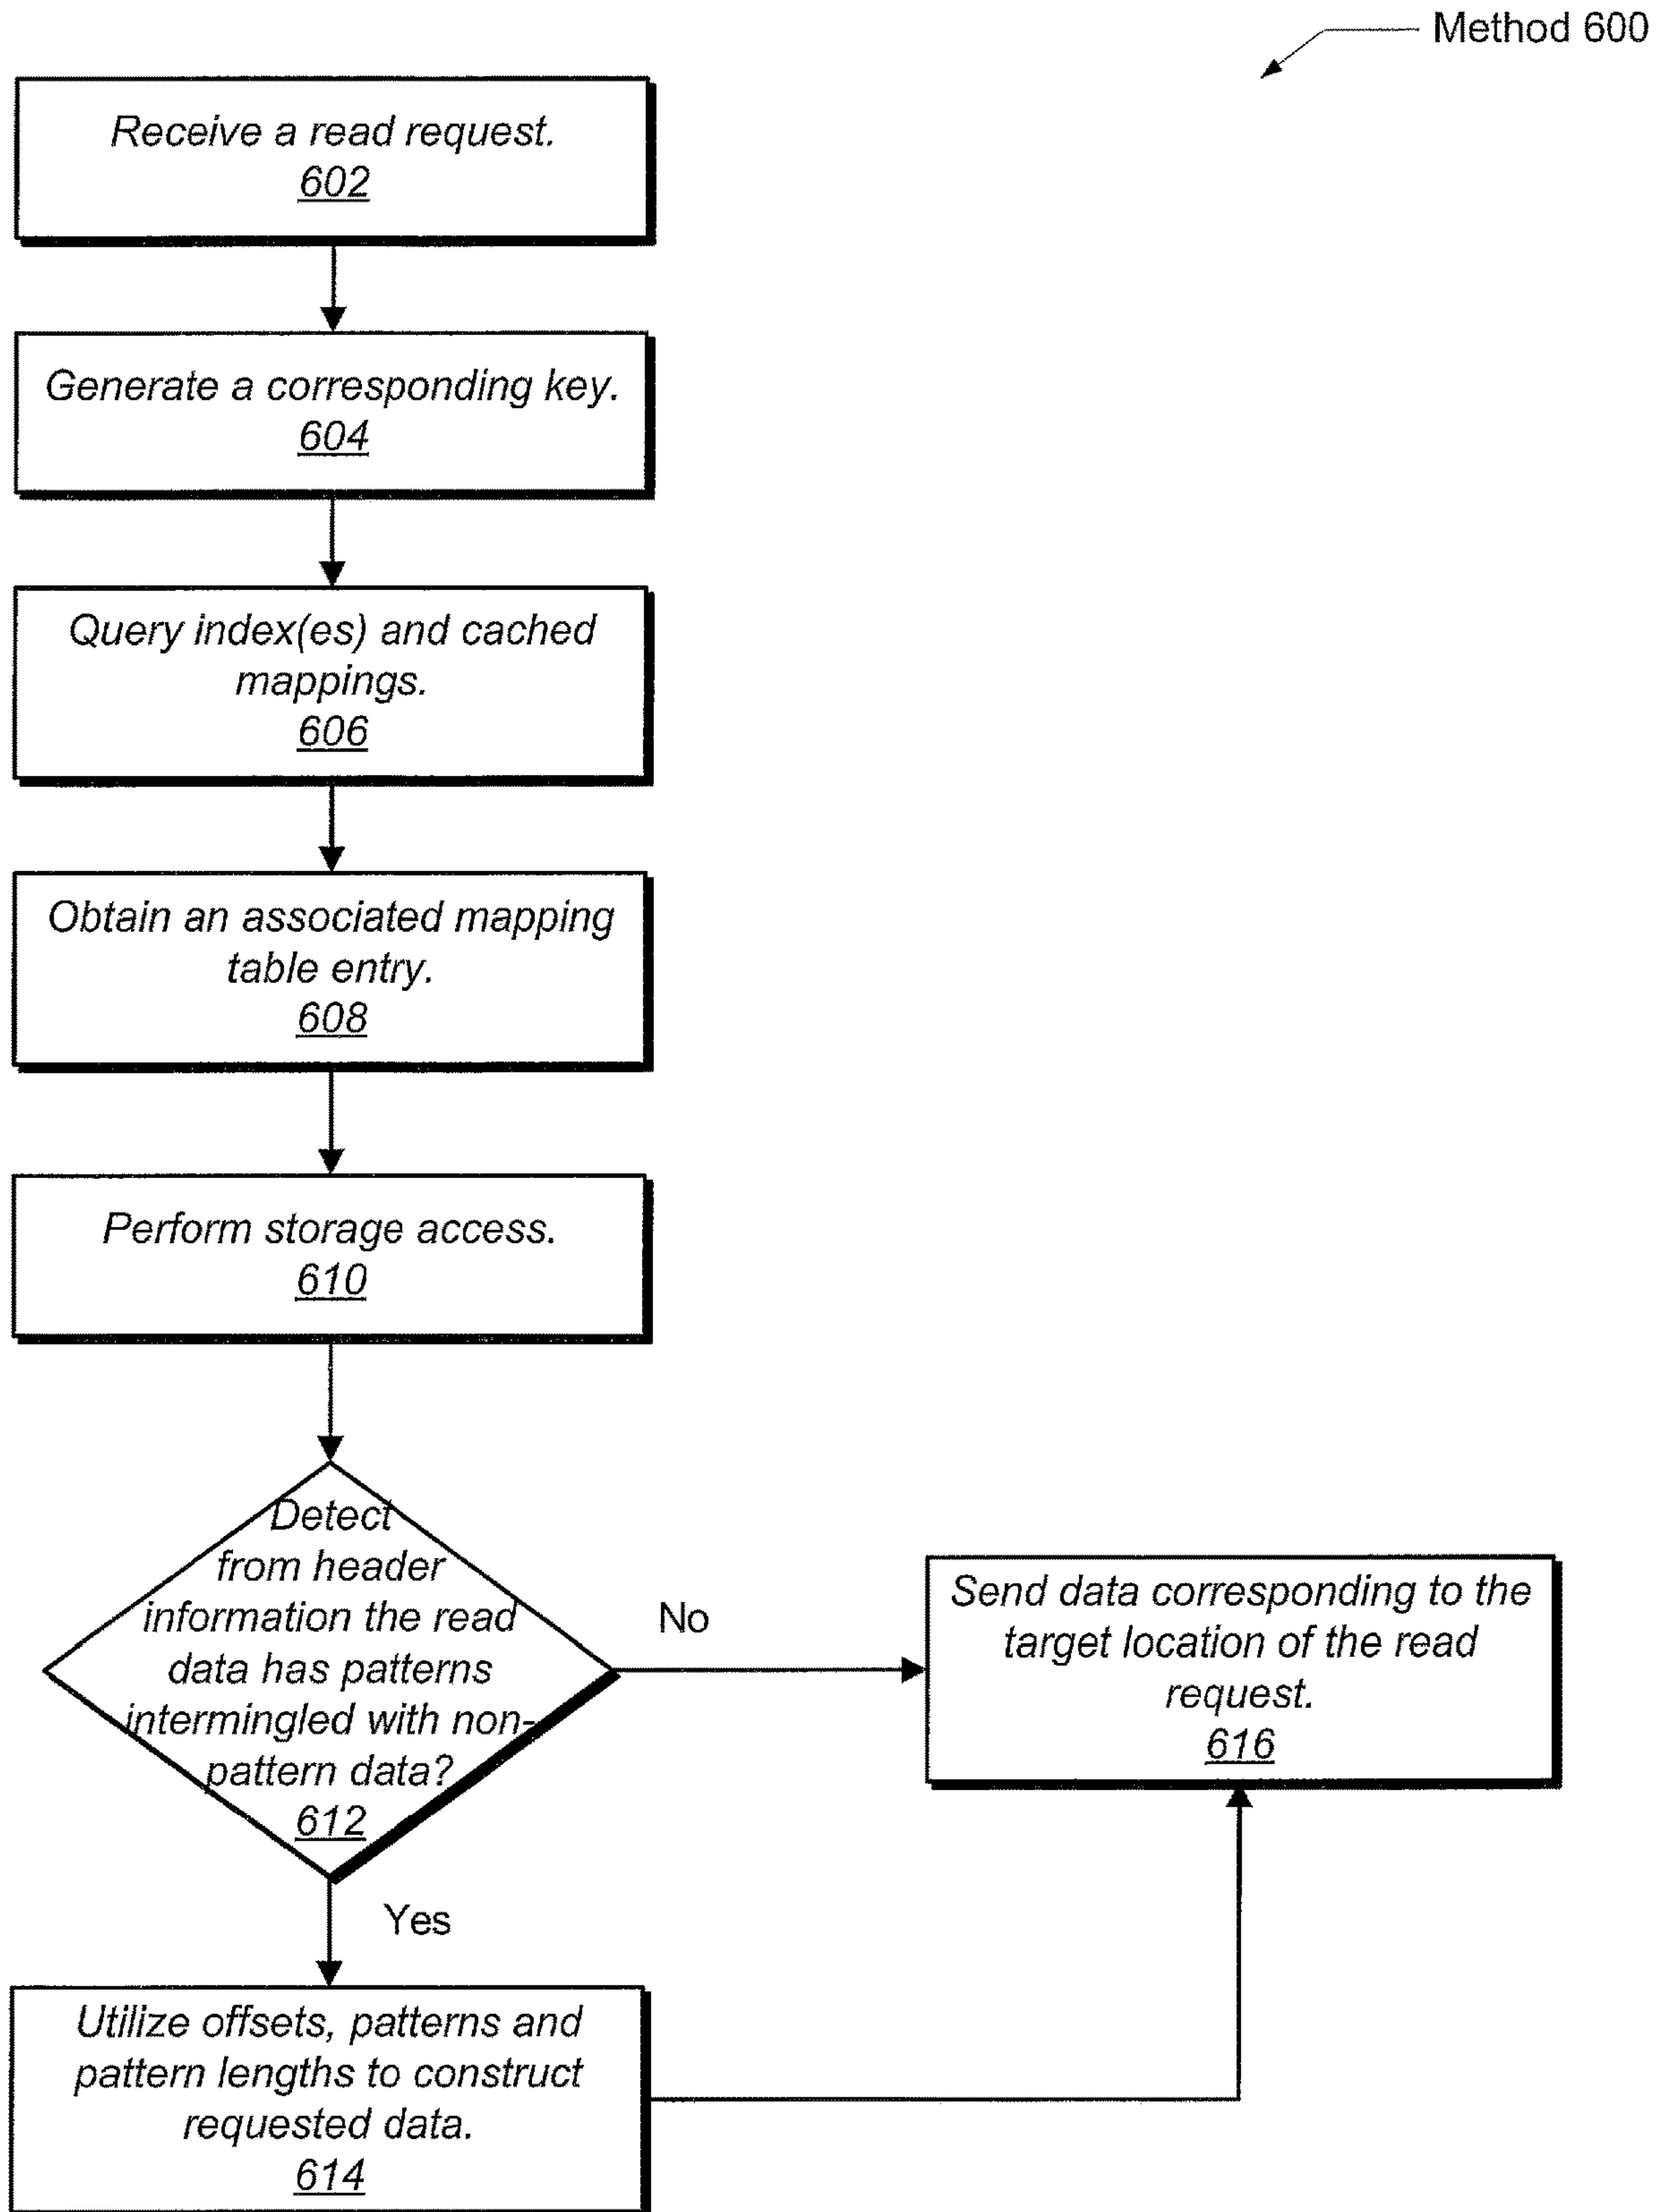 Method 600
Receive a read request.
602
Generate a corresponding key.
604
Query index(es) and cached
mappings.
606
Obtain an associated mapping
table entry.
608
Perform storage access.
610
Detect
from header
information the read
data has patterns
intermingled with non-
pattern data?
612
No
Send data corresponding to the
target location of the read
request.
616
Yes
Utilize offsets, patterns and
pattern lengths to construct
requested data.
614